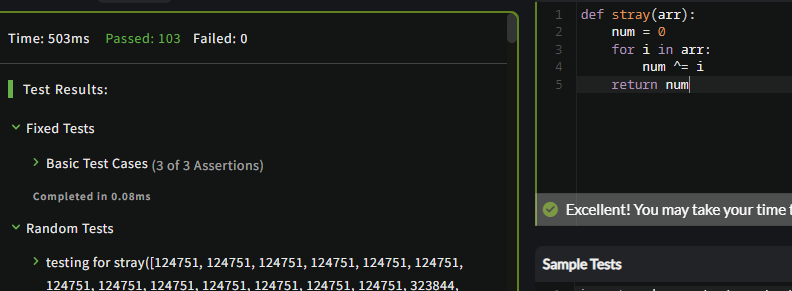 Time: 503ms Passed: 103 Failed: 0
Test Results:
Fixed Tests
Basic Test Cases (3 of 3 Assertions)
Completed in 0.08ms
Random Tests
testing for stray([124751, 124751, 124751, 124751, 124751, 124751,
124751, 124751, 124751, 124751, 124751, 124751, 124751, 323844,
1 def stray(arr):
2 num = 0
3 for i in arr:
4 num ^= i
5 return num
Excellent! You may take your time
Sample Tests